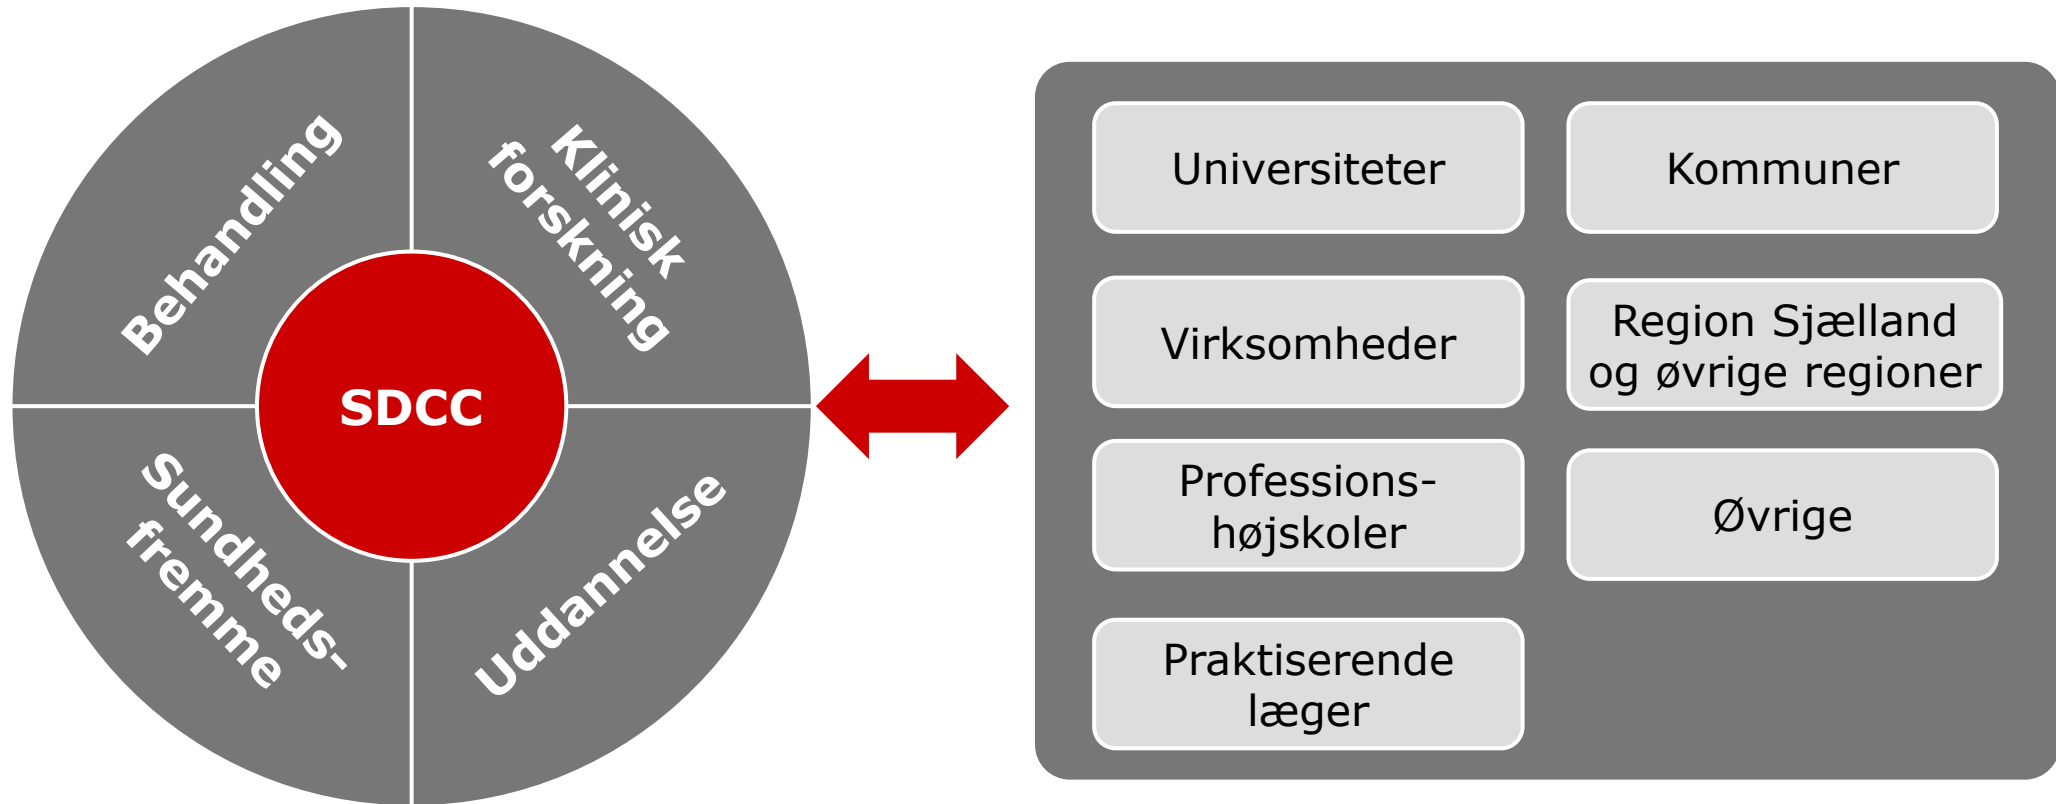 Behandling
Klinisk
forskning
SDCC
Sundheds-
fremme
Uddannelse
Universiteter
Kommuner
Virksomheder
Region Sjælland
og øvrige regioner
Professions-
højskoler
Øvrige
Praktiserende
læger